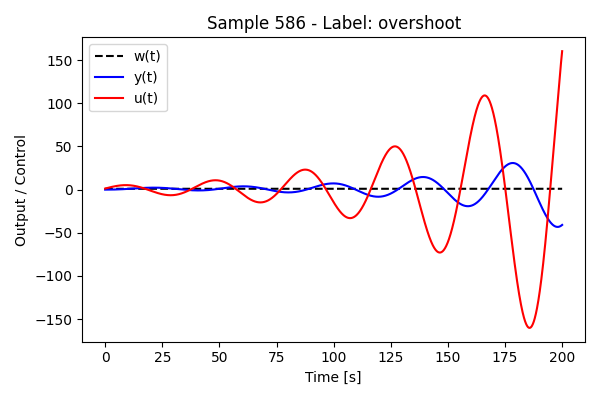 Sample 586 - Label: overshoot
w(t)
y(t)
u(t)
Output / Control
150
100
50
0
−50
−100
−150
0 25 50 75 100 125 150 175 200
Time [s]